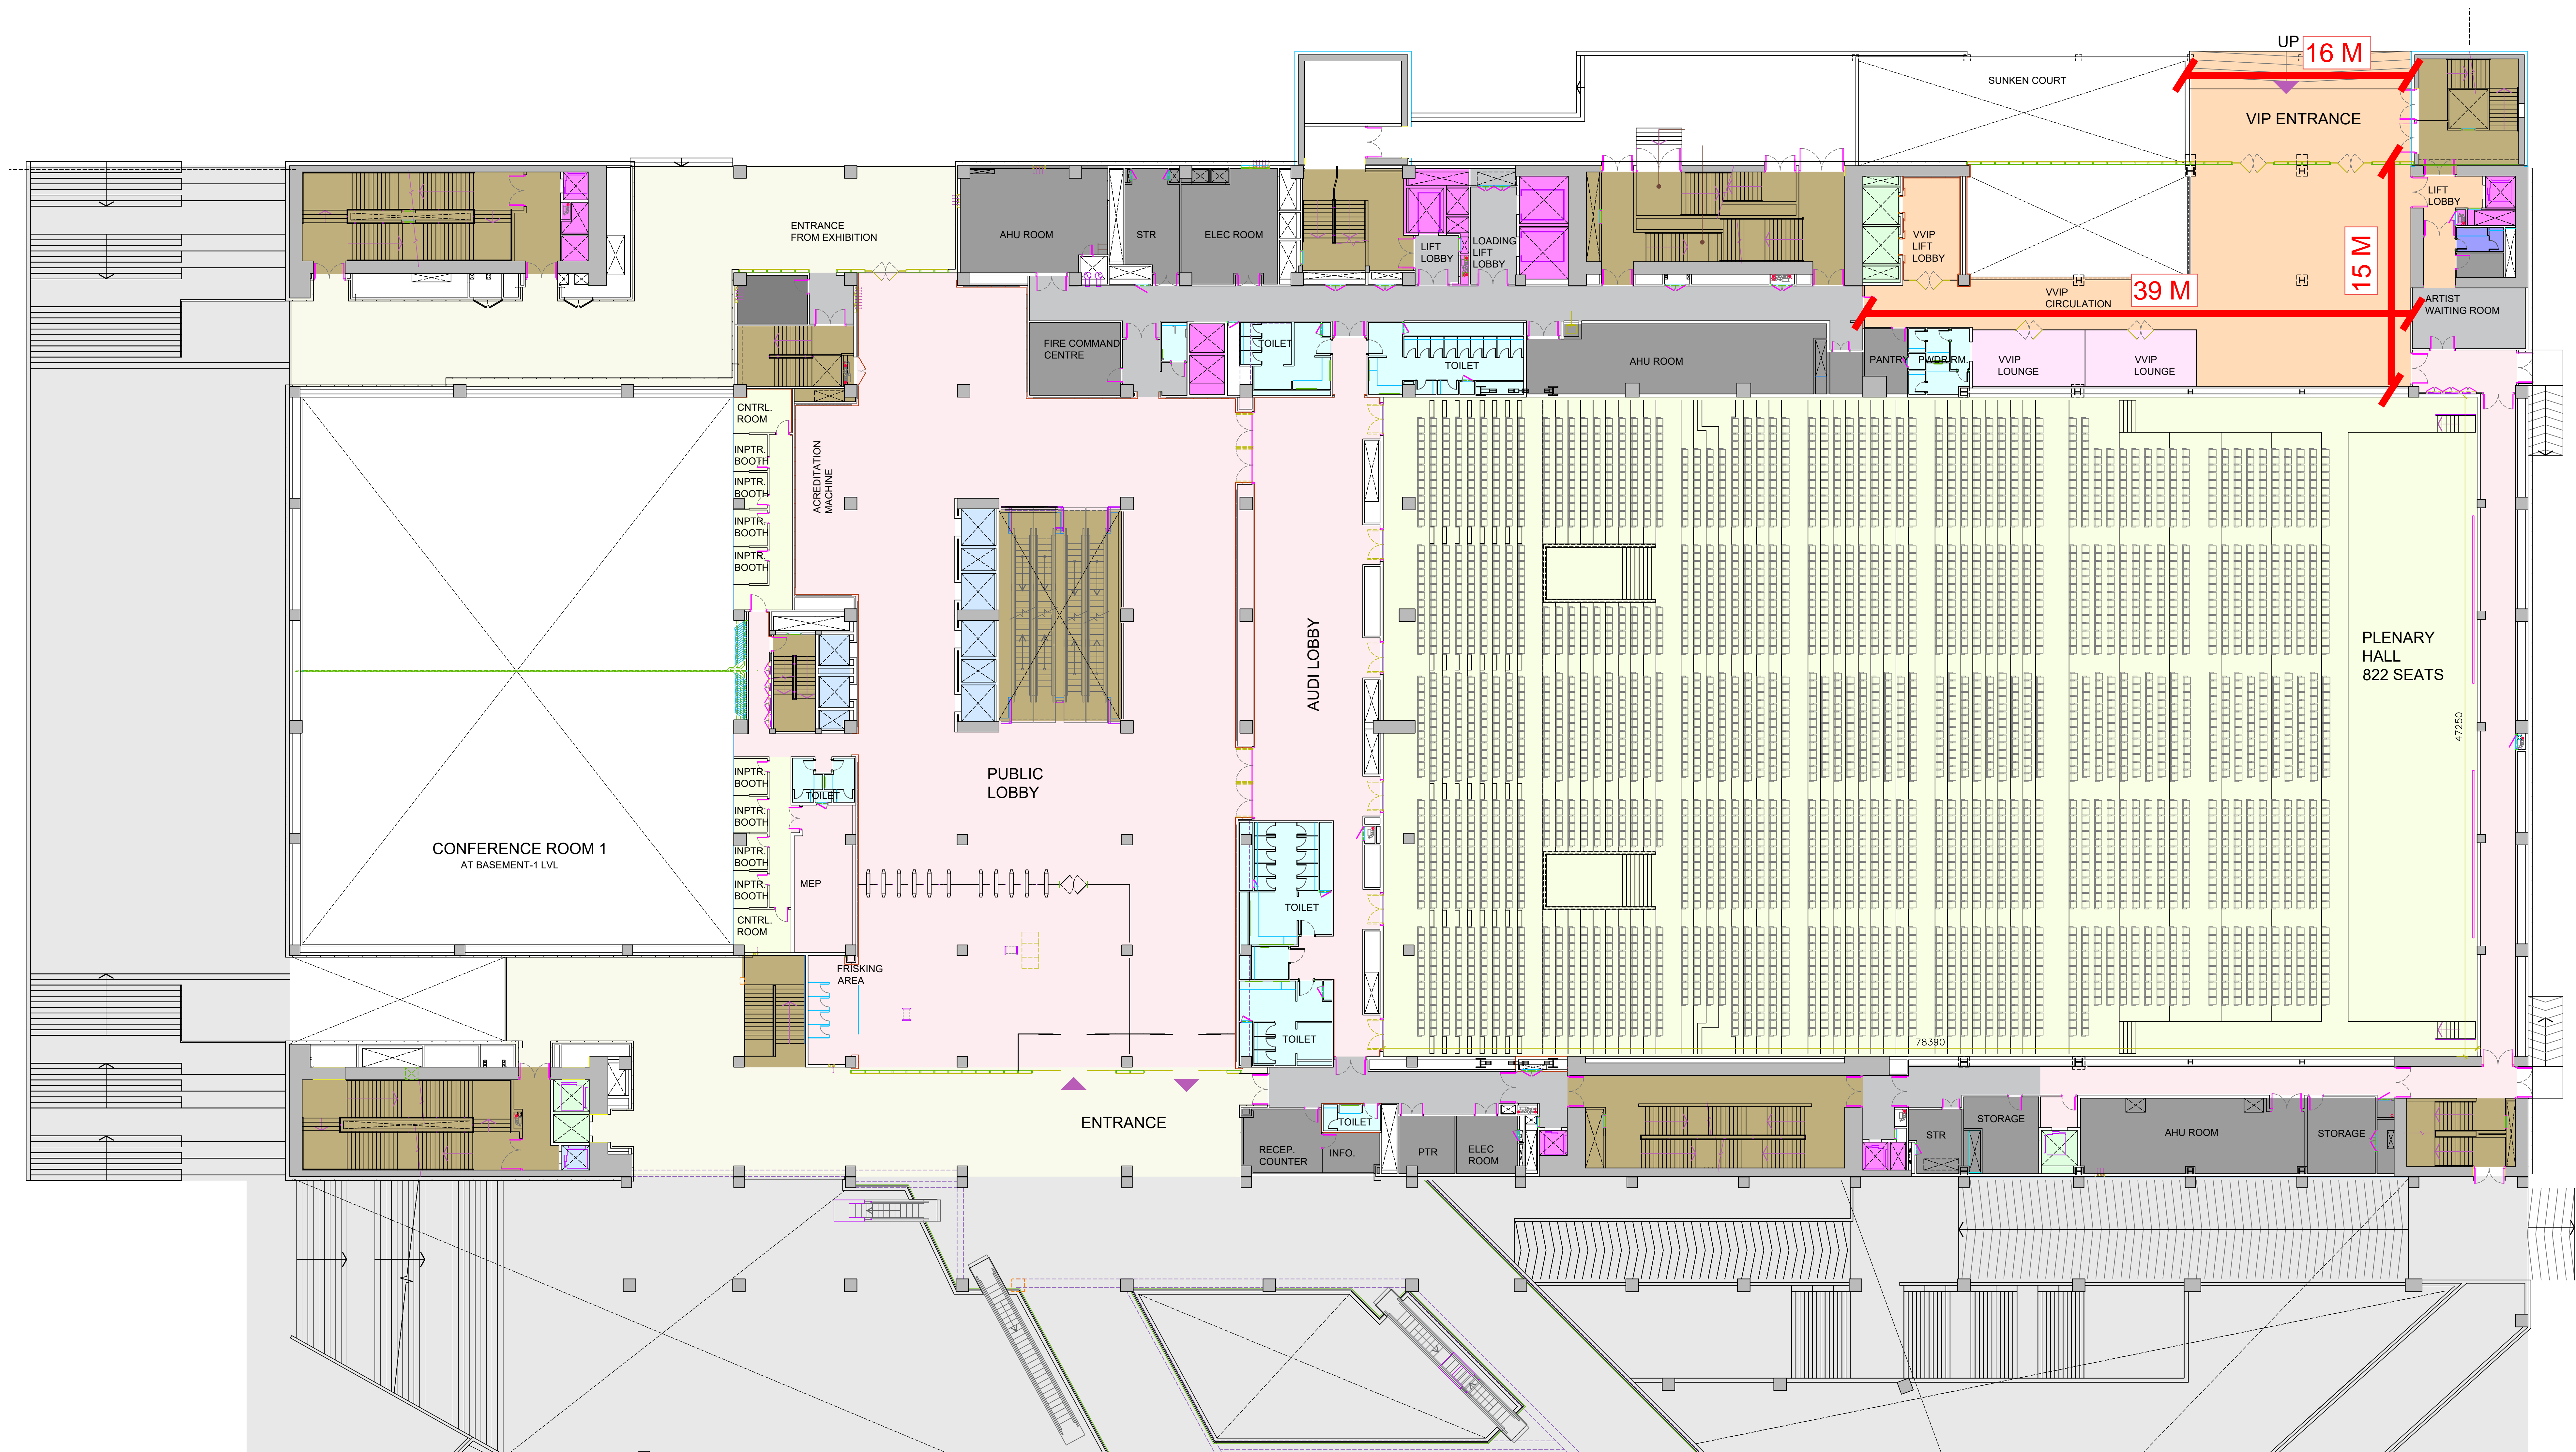 UP
16 M
SUNKEN COURT
VIP ENTRANCE
LIFT
LOBBY
ENTRANCE
FROM EXHIBITION
AHU ROOM
STR
ELEC ROOM
LIFT
LOBBY
LOADING
LIFT
LOBBY
VVIP
LIFT
LOBBY
15 M
VVIP
CIRCULATION
39 M
ARTIST
WAITING ROOM
FIRE COMMAND
CENTRE
TOILET
TOILET
AHU ROOM
PANTRY
PWDR.RM.
VVIP
LOUNGE
VVIP
LOUNGE
CNTRL.
ROOM
INPTR.
BOOTH
INPTR.
BOOTH
INPTR.
BOOTH
INPTR.
BOOTH
ACREDITATION
MACHINE
AUDI LOBBY
PLENARY
HALL
822 SEATS
47250
PUBLIC
LOBBY
INPTR.
BOOTH
TOILET
INPTR.
BOOTH
INPTR.
BOOTH
INPTR.
BOOTH
CNTRL.
ROOM
MEP
CONFERENCE ROOM 1
AT BASEMENT-1 LVL
TOILET
FRISKING
AREA
TOILET
78390
ENTRANCE
RECEP.
COUNTER
TOILET
INFO.
PTR
ELEC
ROOM
STR
STORAGE
AHU ROOM
STORAGE